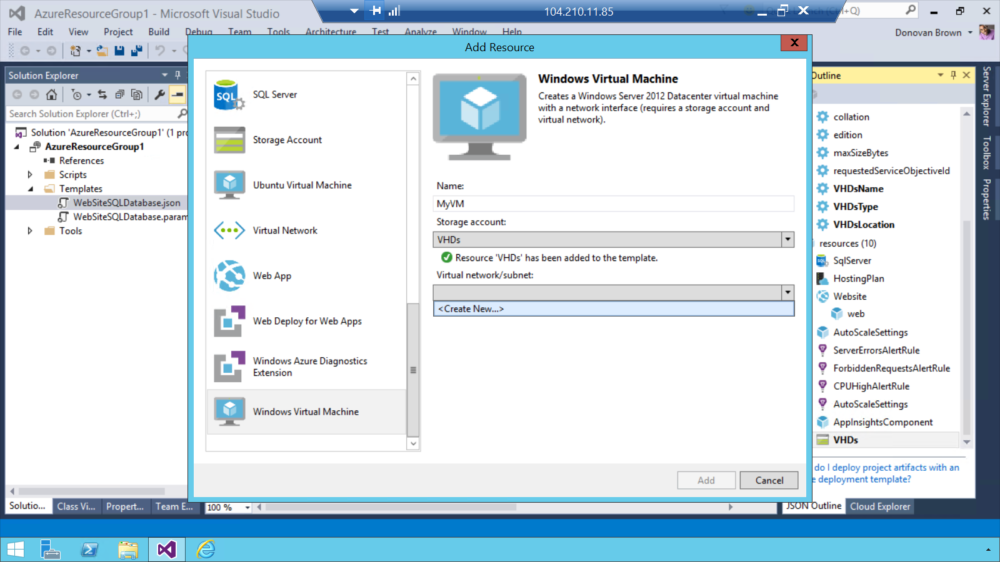 AzureResourceGroup1 - Microsoft Visual Studio
104.210.11.85
File Edit View Project Build Debug Team Tools Architecture Test Analyze Window Help
Donovan Brown
Add Resource
X
Solution Explorer
Search Solution Explorer (Ctrl+;)
Solution 'AzureResourceGroup1' (1 pro
AzureResourceGroup1
References
Scripts
Templates
WebSiteSQLDatabase.json
WebSiteSQLDatabase.param
Tools
Solutio...
Class Vi...
Propert...
Team E...
SQL
SQL Server
Storage Account
Ubuntu Virtual Machine
Virtual Network
Web App
Web Deploy for Web Apps
Windows Azure Diagnostics
Extension
Windows Virtual Machine
Windows Virtual Machine
Creates a Windows Server 2012 Datacenter virtual machine
with a network interface (requires a storage account and
virtual network).
Name:
MyVM
Storage account:
VHDs
Resource 'VHDs' has been added to the template.
Virtual network/subnet:
<Create New...>
Add
Cancel
100 %
Outline
collation
edition
maxSizeBytes
requestedServiceObjectiveId
VHDsName
VHDsType
VHDsLocation
resources (10)
SQL
SqlServer
HostingPlan
Website
web
AutoScaleSettings
ServerErrorsAlertRule
ForbiddenRequestsAlertRule
CPUHighAlertRule
AutoScaleSettings
AppInsightsComponent
VHDs
do I deploy project artifacts with an
e deployment template?
JSON Outline
Cloud Explorer
Server Explorer
Toolbox
Properties